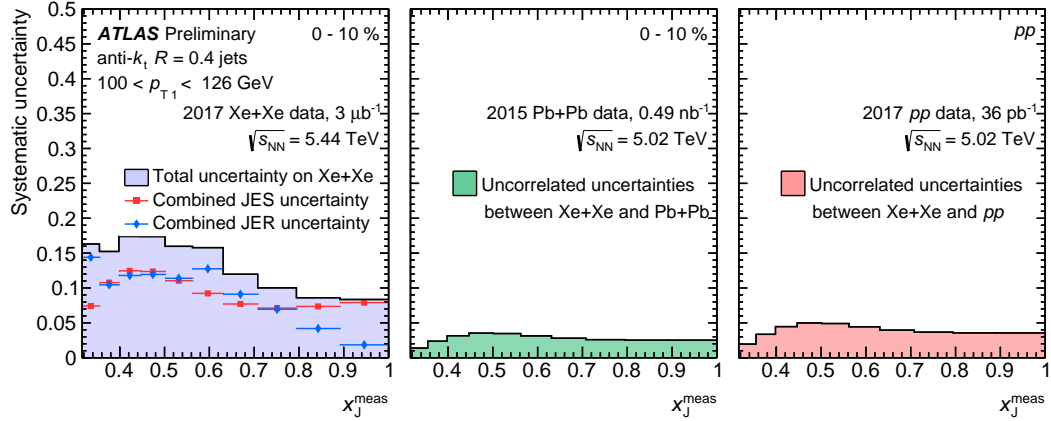 Systematic uncertainty
0.5
0.45
0.4
0.35
0.3
0.25
0.2
0.15
0.1
0.05
0
ATLAS Preliminary
0 - 10 %
anti-kt R = 0.4 jets
100 < pT 1 < 126 GeV
2017 Xe+Xe data, 3 μb-1
√sNN = 5.44 TeV
Total uncertainty on Xe+Xe
Combined JES uncertainty
Combined JER uncertainty
0.4 0.5 0.6 0.7 0.8 0.9 1
xJmeas
0 - 10 %
2015 Pb+Pb data, 0.49 nb-1
√sNN = 5.02 TeV
Uncorrelated uncertainties
between Xe+Xe and Pb+Pb
0.4 0.5 0.6 0.7 0.8 0.9 1
xJmeas
pp
2017 pp data, 36 pb-1
√sNN = 5.02 TeV
Uncorrelated uncertainties
between Xe+Xe and pp
0.4 0.5 0.6 0.7 0.8 0.9 1
xJmeas